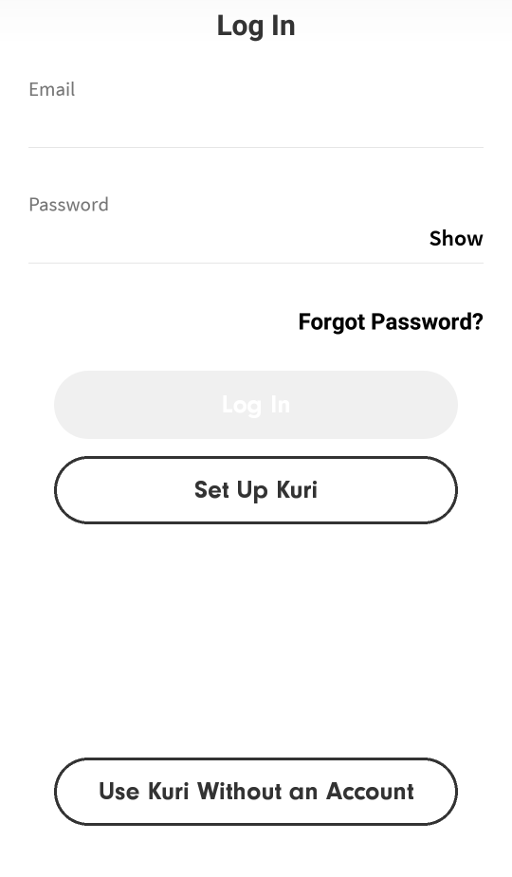 Log In
Email
Password
Show
Forgot Password?
Log In
Set Up Kuri
Use Kuri Without an Account